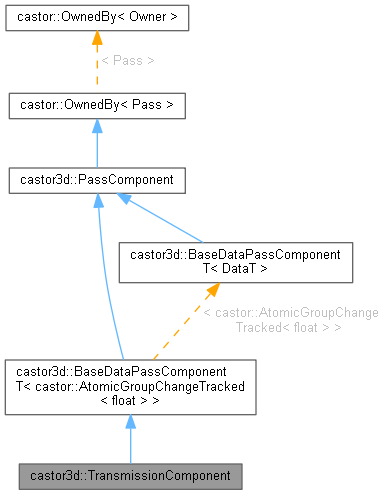 castor::OwnedBy< Owner >
< Pass >
castor::OwnedBy< Pass >
castor3d::PassComponent
castor3d::BaseDataPassComponent
T< DataT >
< castor::AtomicGroupChange
Tracked< float > >
castor3d::BaseDataPassComponent
T< castor::AtomicGroupChangeTracked
< float > >
castor3d::TransmissionComponent